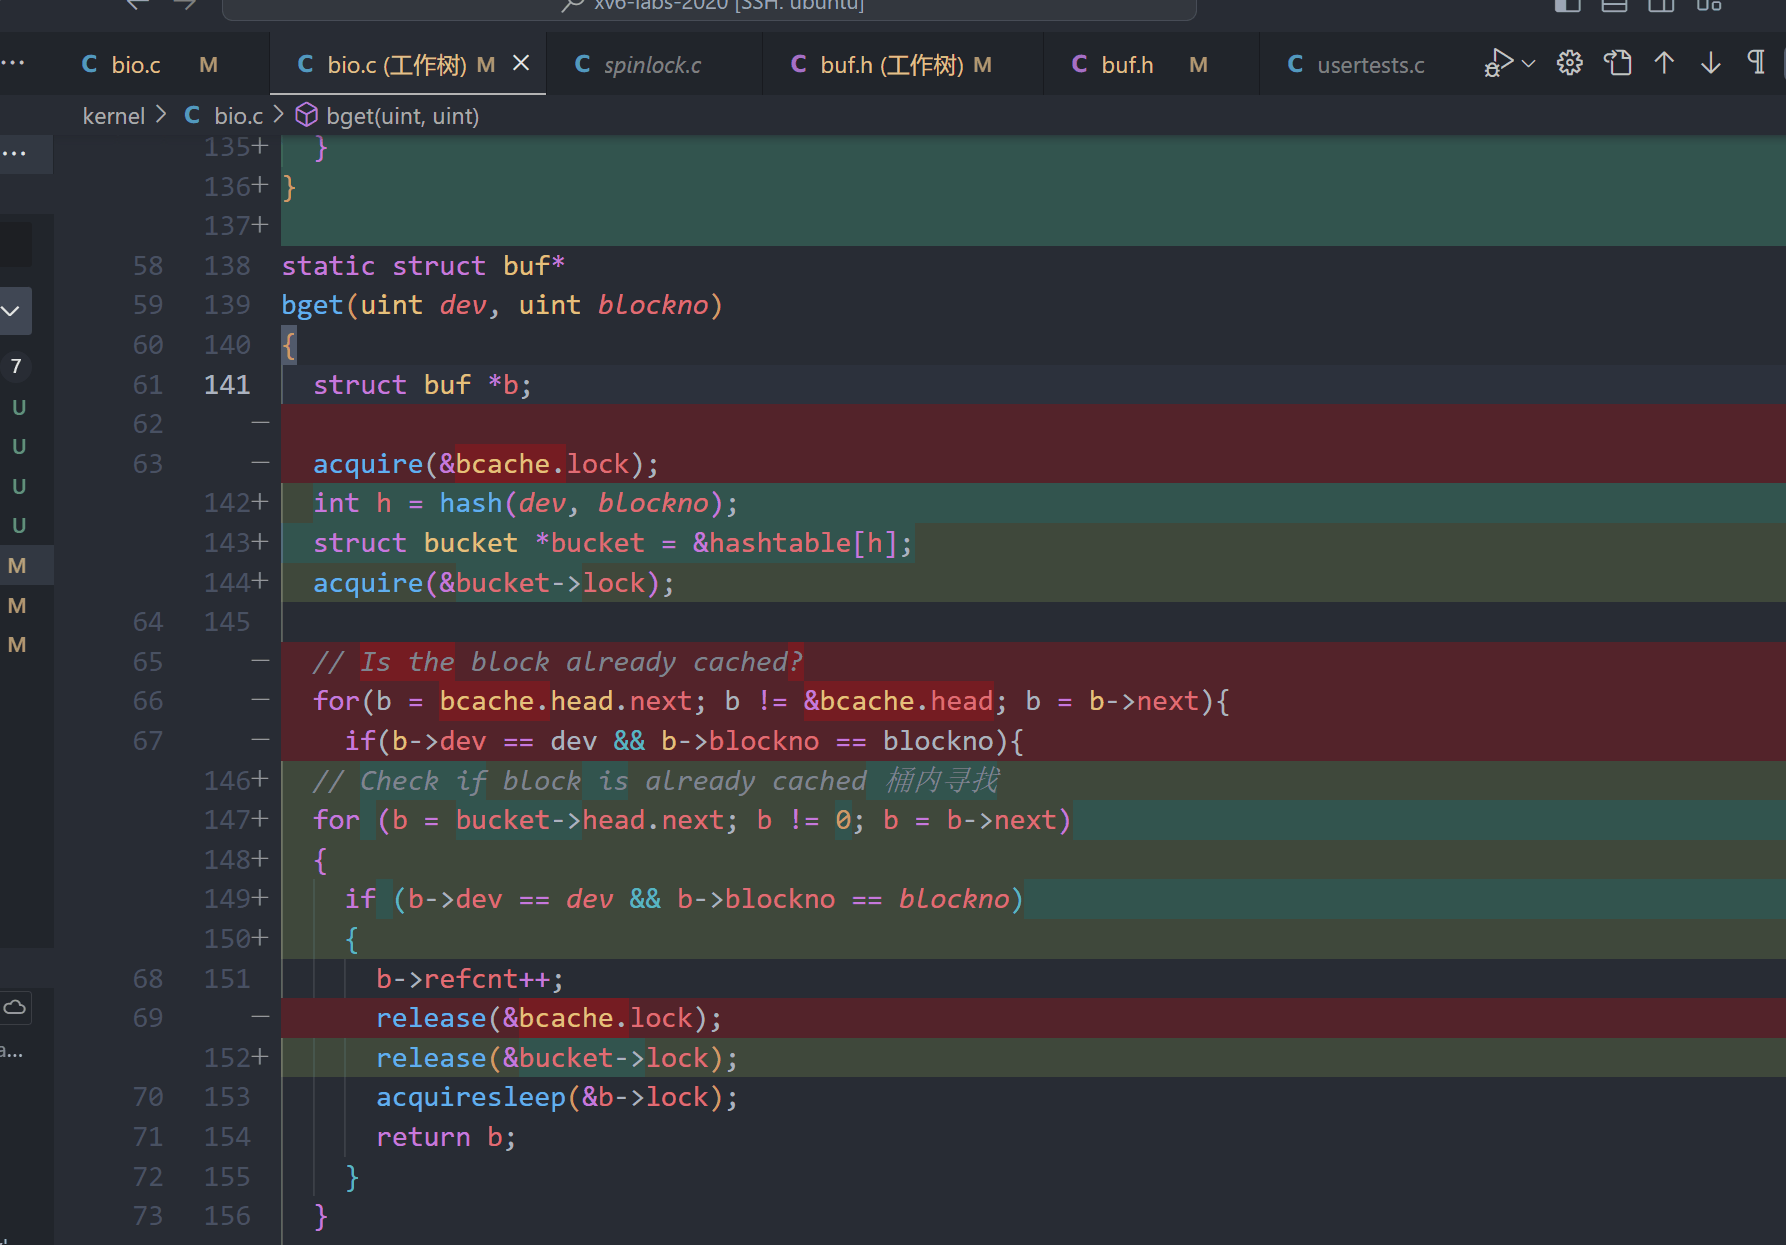 xv6-labs-2020 [SSH: ubuntu]
C bio.c M C bio.c (工作树) M C spinlock.c C buf.h (工作树) M C buf.h M C usertests.c
kernel > C bio.c > bget(uint, uint)
135+ }
136+ }
137+
58 138 static struct buf*
59 139 bget(uint dev, uint blockno)
60 140 {
61 141 struct buf *b;
62 —
63 — acquire(&bcache.lock);
142+ int h = hash(dev, blockno);
143+ struct bucket *bucket = &hashtable[h];
144+ acquire(&bucket->lock);
64 145
65 — // Is the block already cached?
66 — for(b = bcache.head.next; b != &bcache.head; b = b->next){
67 — if(b->dev == dev && b->blockno == blockno){
146+ // Check if block is already cached 桶内寻找
147+ for (b = bucket->head.next; b != 0; b = b->next)
148+ {
149+ if (b->dev == dev && b->blockno == blockno)
150+ {
68 151 b->refcnt++;
69 — release(&bcache.lock);
152+ release(&bucket->lock);
70 153 acquiresleep(&b->lock);
71 154 return b;
72 155 }
73 156 }
7
U
U
U
U
M
M
M
a...